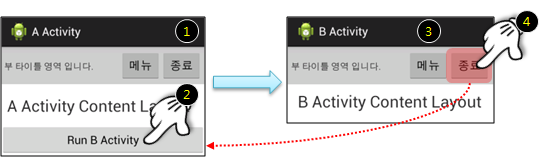 A Activity
1
부 타이틀 영역 입니다. 메뉴 종료
A Activity Content La
2
Run B Activity
B Activity
3
4
부 타이틀 영역 입니다. 메뉴 종료
B Activity Content Layout